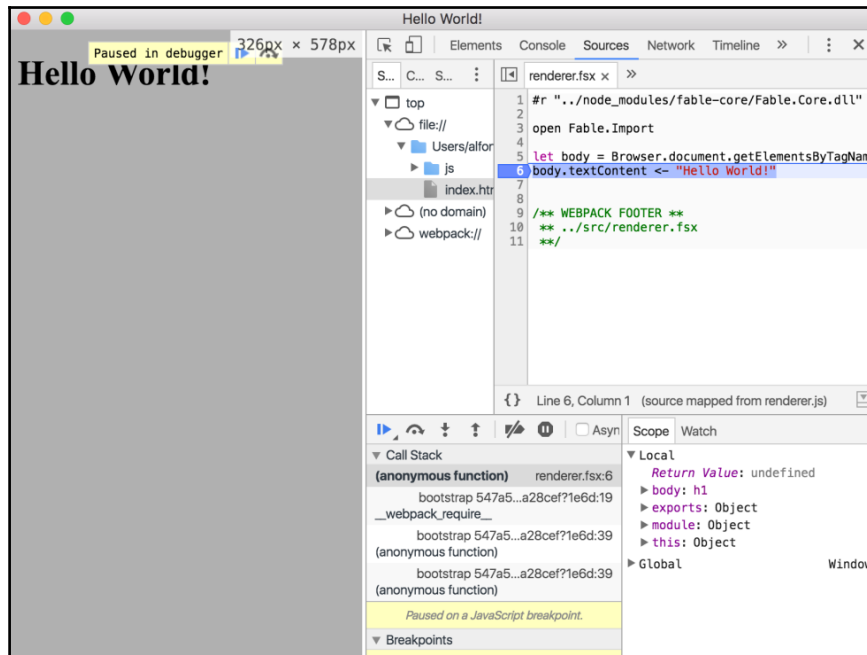 Hello World!
Paused in debugger
326px × 578px
Hello World!
Elements Console Sources Network Timeline »
S... C... S...
top
file://
Users/alfor
js
index.htr
(no domain)
webpack://
renderer.fsx × »
1 #r "../node_modules/fable-core/Fable.Core.dll"
2
3 open Fable.Import
4
5 let body = Browser.document.getElementsByTagNam
6 body.textContent <- "Hello World!"
7
8
9 /** WEBPACK FOOTER **
10 ** ../src/renderer.fsx
11 **/
{} Line 6, Column 1 (source mapped from renderer.js)
Asyn
Call Stack
(anonymous function) renderer.fsx:6
bootstrap 547a5...a28cef?1e6d:19
__webpack_require__
bootstrap 547a5...a28cef?1e6d:39
(anonymous function)
bootstrap 547a5...a28cef?1e6d:39
(anonymous function)
Paused on a JavaScript breakpoint.
Breakpoints
Scope Watch
Local
Return Value: undefined
body: h1
exports: Object
module: Object
this: Object
Global Window